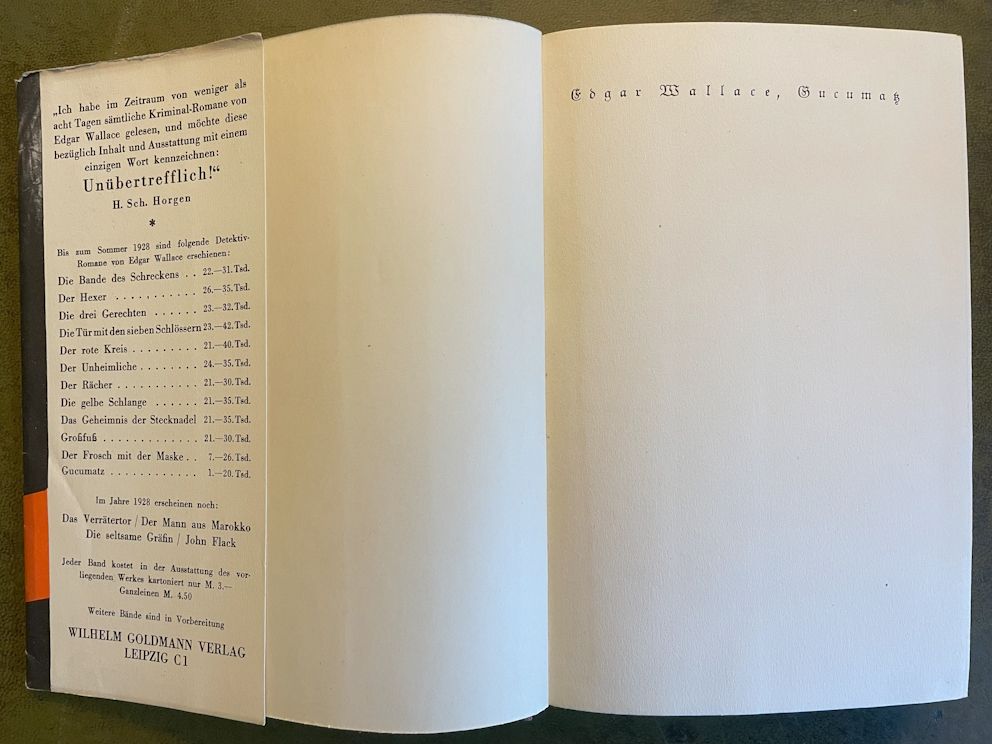 „Ich habe im Zeitraum von weniger als
acht Tagen sämtliche Kriminal-Romane von
Edgar Wallace gelesen, und möchte diese
bezüglich Inhalt und Ausstattung mit einem
einzigen Wort kennzeichnen:
Unübertrefflich!“
H. Sch. Horgen
*
Bis zum Sommer 1928 sind folgende Detektiv-
Romane von Edgar Wallace erschienen:
Die Bande des Schreckens . . 22.—31. Tsd.
Der Hexer . . . . . . . . . . . 26.—35. Tsd.
Die drei Gerechten . . . . . . 23.—32. Tsd.
Die Tür mit den sieben Schlössern 23.—42. Tsd.
Der rote Kreis . . . . . . . . . 21.—40. Tsd.
Der Unheimliche . . . . . . . . 24.—35. Tsd.
Der Rächer . . . . . . . . . . . 21.—30. Tsd.
Die gelbe Schlange . . . . . . 21.—35. Tsd.
Das Geheimnis der Stecknadel 21.—35. Tsd.
Großfuß . . . . . . . . . . . . . 21.—30. Tsd.
Der Frosch mit der Maske . . 7.—26. Tsd.
Gucumatz . . . . . . . . . . . . 1.—20. Tsd.
Im Jahre 1928 erscheinen noch:
Das Verrätertor / Der Mann aus Marokko
Die seltsame Gräfin / John Flack
Jeder Band kostet in der Ausstattung des vor-
liegenden Werkes kartoniert nur M. 3.—
Ganzleinen M. 4.50
Weitere Bände sind in Vorbereitung
WILHELM GOLDMANN VERLAG
LEIPZIG C 1
Edgar Wallace, Gucumatz